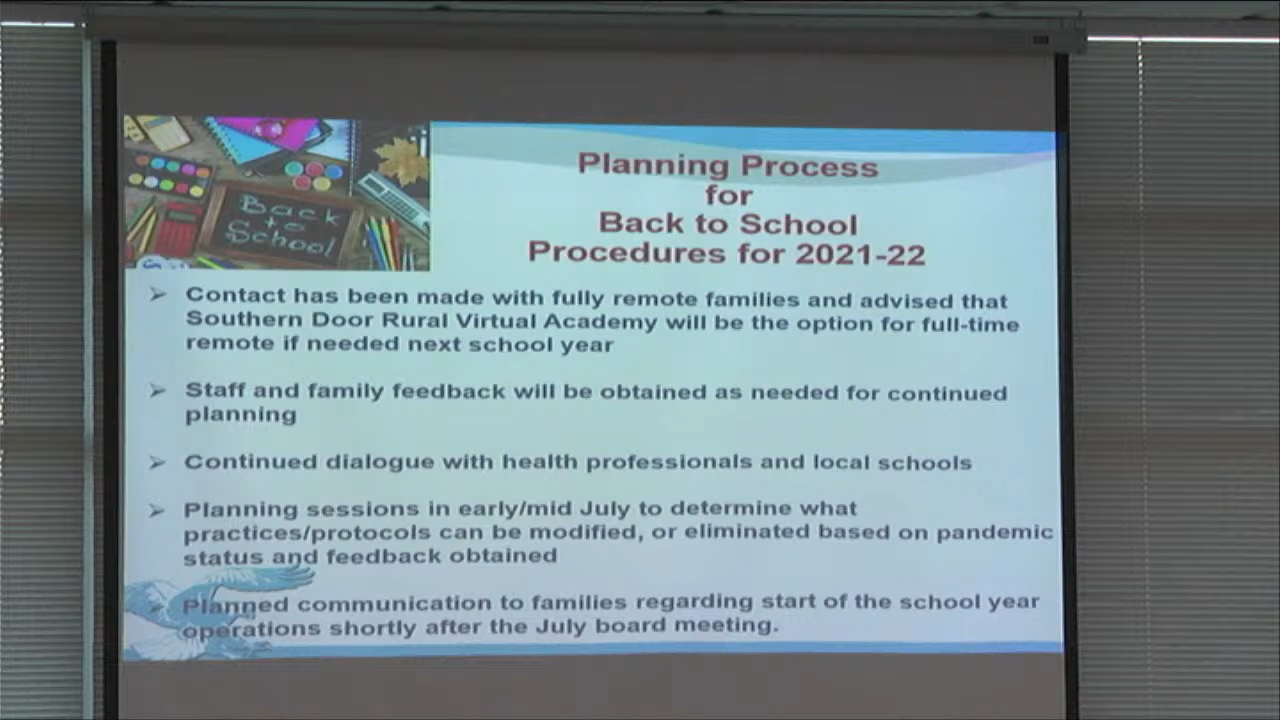 Back
to
School
Planning Process
for
Back to School
Procedures for 2021-22
Contact has been made with fully remote families and advised that
Southern Door Rural Virtual Academy will be the option for full-time
remote if needed next school year
Staff and family feedback will be obtained as needed for continued
planning
Continued dialogue with health professionals and local schools
Planning sessions in early/mid July to determine what
practices/protocols can be modified, or eliminated based on pandemic
status and feedback obtained
Planned communication to families regarding start of the school year
operations shortly after the July board meeting.